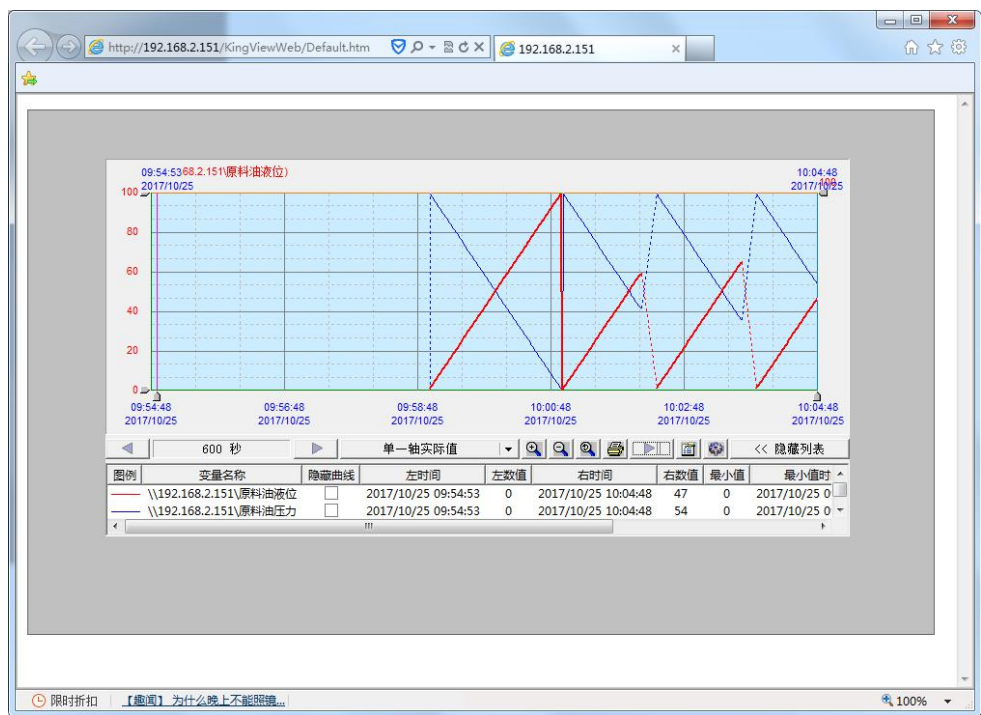 http://192.168.2.151/KingViewWeb/Default.htm
192.168.2.151
09:54:53 68.2.151\原料油液位)
2017/10/25
10:04:48
2017/10/25
100
100
80
60
40
20
0
09:54:48 09:56:48 09:58:48 10:00:48 10:02:48 10:04:48
2017/10/25 2017/10/25 2017/10/25 2017/10/25 2017/10/25 2017/10/25
600 秒 单一轴实际值 << 隐藏列表
图例 变量名称 隐藏曲线 左时间 左数值 右时间 右数值 最小值 最小值时
\\192.168.2.151\原料油液位 2017/10/25 09:54:53 0 2017/10/25 10:04:48 47 0 2017/10/25 0
\\192.168.2.151\原料油压力 2017/10/25 09:54:53 0 2017/10/25 10:04:48 54 0 2017/10/25 0
限时折扣 【趣闻】 为什么晚上不能照镜...
100%